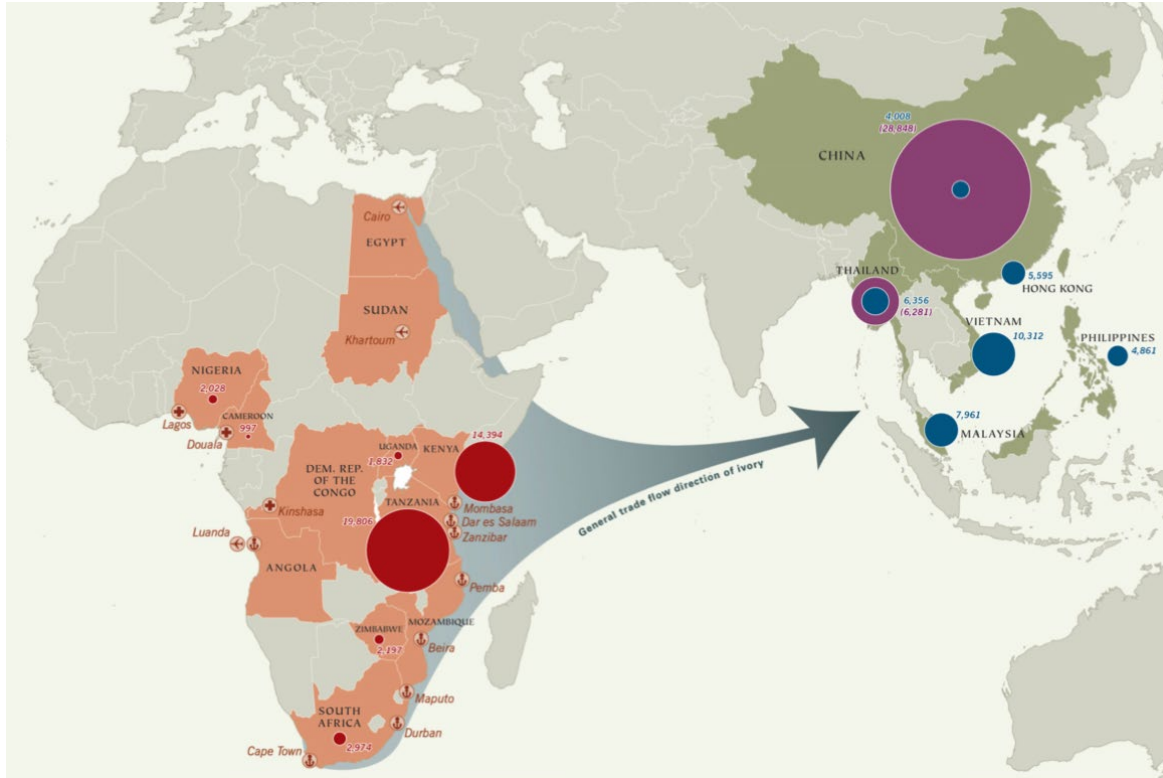 4,008
(28,848)
CHINA
Cairo
EGYPT
THAILAND
5,595
HONG KONG
6,356
(6,281)
SUDAN
Khartoum
VIETNAM
10,312
PHILIPPINES
4,861
NIGERIA
2,028
Lagos
CAMEROON
997
Douala
7,961
MALAYSIA
14,394
UGANDA
1,832
KENYA
DEM. REP.
OF THE
CONGO
General trade flow direction of ivory
TANZANIA
Mombasa
Kinshasa
19,806
Dar es Salaam
Zanzibar
Luanda
ANGOLA
Pemba
MOZAMBIQUE
ZIMBABWE
2,197
Beira
Maputo
SOUTH
AFRICA
Durban
2,974
Cape Town